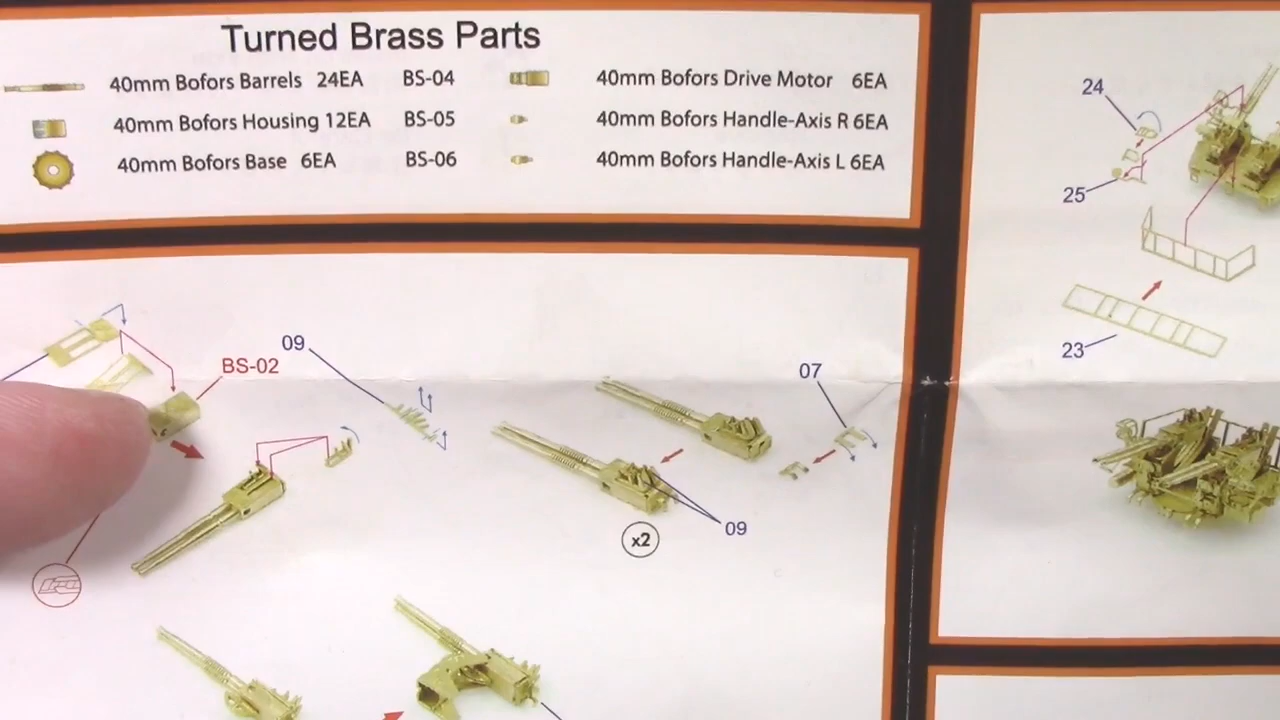 Turned Brass Parts
40mm Bofors Barrels 24EA BS-04 40mm Bofors Drive Motor 6EA
40mm Bofors Housing 12EA BS-05 40mm Bofors Handle-Axis R 6EA
40mm Bofors Base 6EA BS-06 40mm Bofors Handle-Axis L 6EA
24
25
23
BS-02
09
07
09
x2